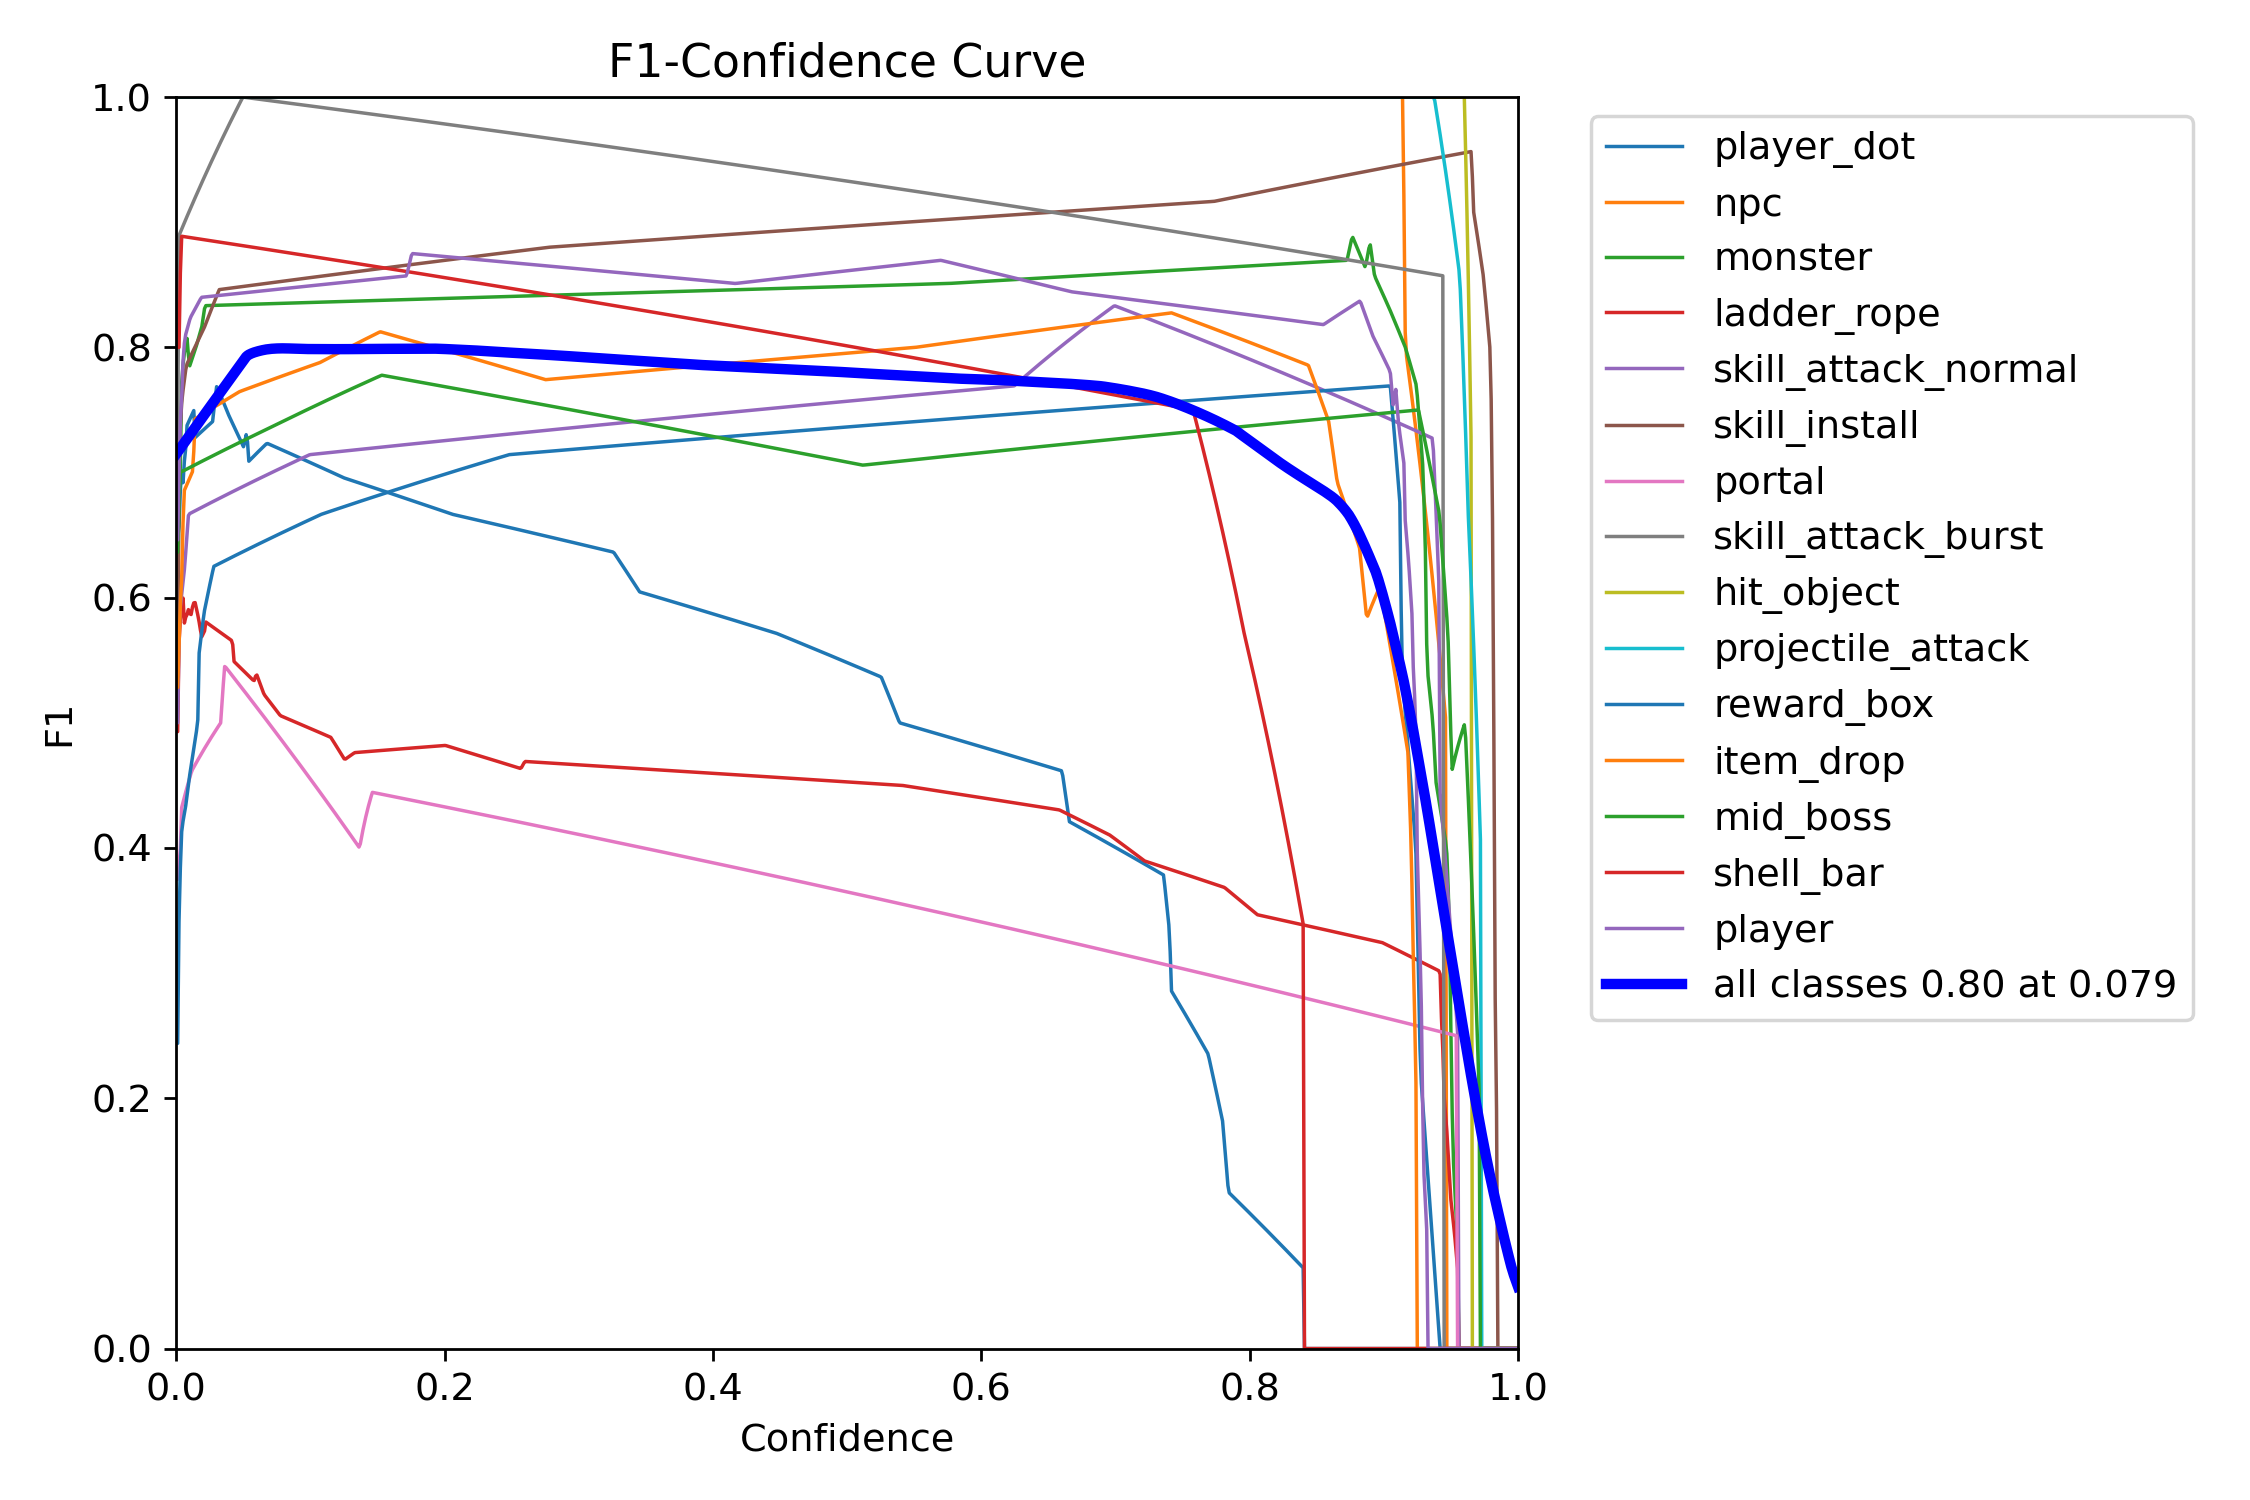 F1-Confidence Curve
1.0
0.8
0.6
0.4
0.2
0.0
F1
0.0 0.2 0.4 0.6 0.8 1.0
Confidence
player_dot
npc
monster
ladder_rope
skill_attack_normal
skill_install
portal
skill_attack_burst
hit_object
projectile_attack
reward_box
item_drop
mid_boss
shell_bar
player
all classes 0.80 at 0.079